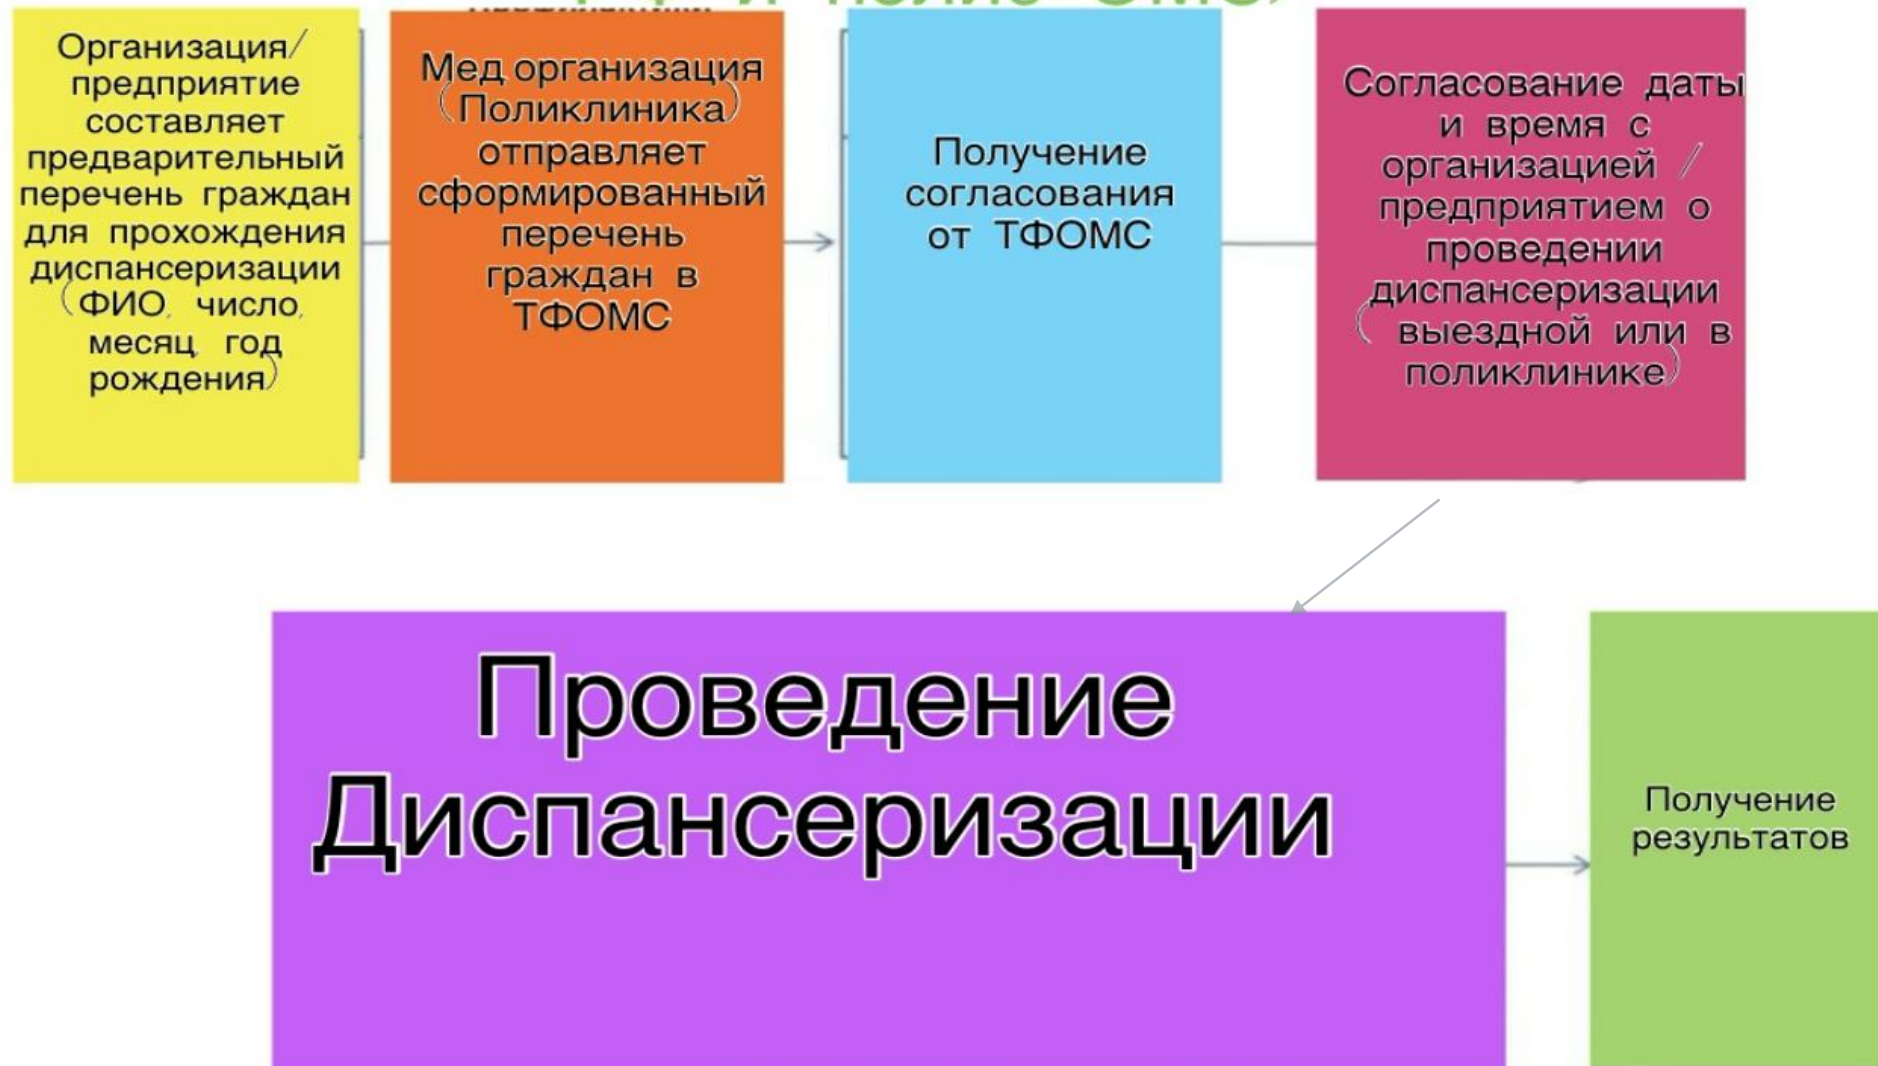 и полис ОМС
Организация/
предприятие
составляет
предварительный
перечень граждан
для прохождения
диспансеризации
(ФИО, число,
месяц, год
рождения)
Мед организация
(Поликлиника)
отправляет
сформированный
перечень
граждан в
ТФОМС
Получение
согласования
от ТФОМС
Согласование даты
и время с
организацией /
предприятием о
проведении
диспансеризации
( выездной или в
поликлинике)
Проведение
Диспансеризации
Получение
результатов